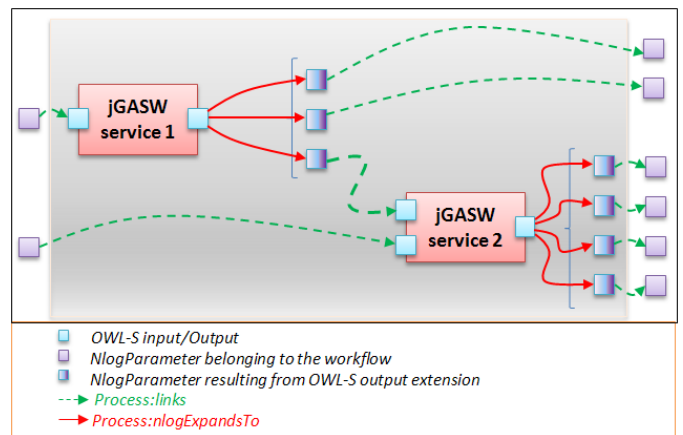 jGASW
service 1
jGASW
service 2
OWL-S input/Output
NlogParameter belonging to the workflow
NlogParameter resulting from OWL-S output extension
Process:links
Process:nlogExpandsTo